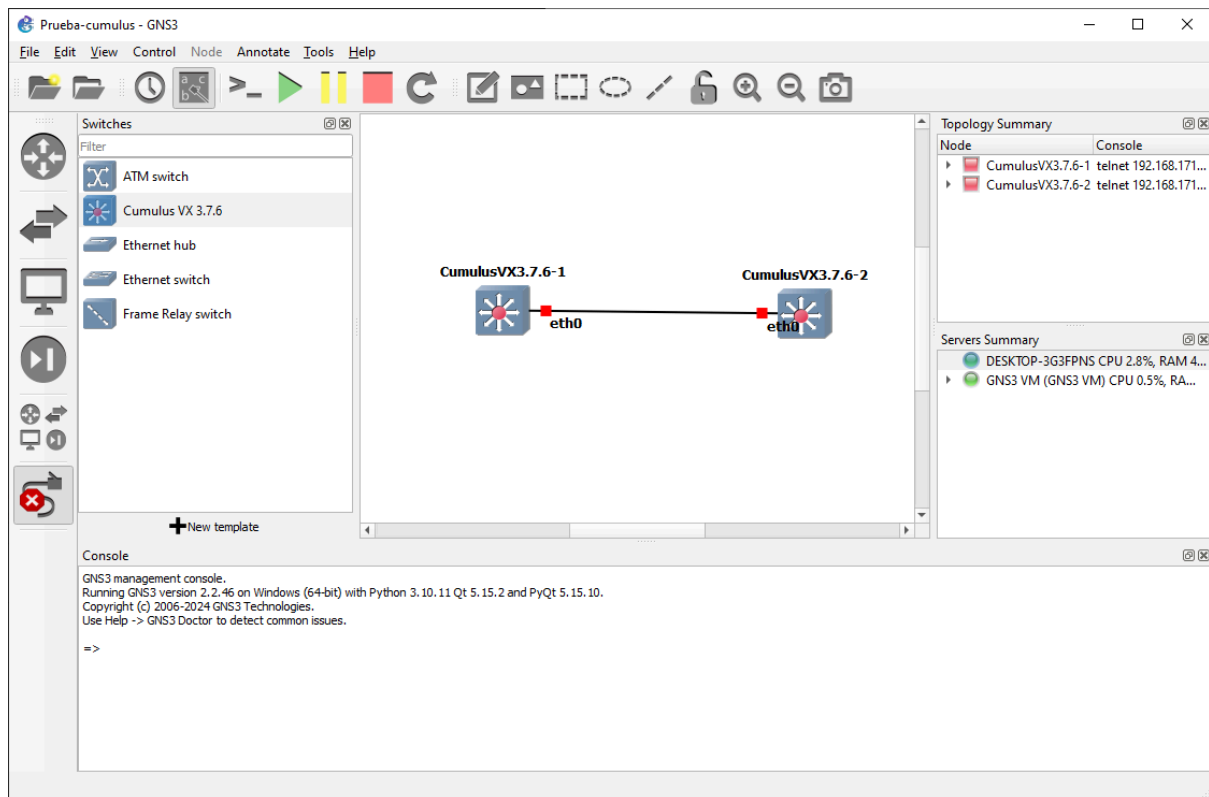 Prueba-cumulus - GNS3
File Edit View Control Node Annotate Tools Help
Switches
Filter
ATM switch
Cumulus VX 3.7.6
Ethernet hub
Ethernet switch
Frame Relay switch
New template
CumulusVX3.7.6-1
eth0
CumulusVX3.7.6-2
eth0
Topology Summary
Node Console
CumulusVX3.7.6-1 telnet 192.168.171...
CumulusVX3.7.6-2 telnet 192.168.171...
Servers Summary
DESKTOP-3G3FPNS CPU 2.8%, RAM 4...
GNS3 VM (GNS3 VM) CPU 0.5%, RA...
Console
GNS3 management console.
Running GNS3 version 2.2.46 on Windows (64-bit) with Python 3.10.11 Qt 5.15.2 and PyQt 5.15.10.
Copyright (c) 2006-2024 GNS3 Technologies.
Use Help -> GNS3 Doctor to detect common issues.
=>